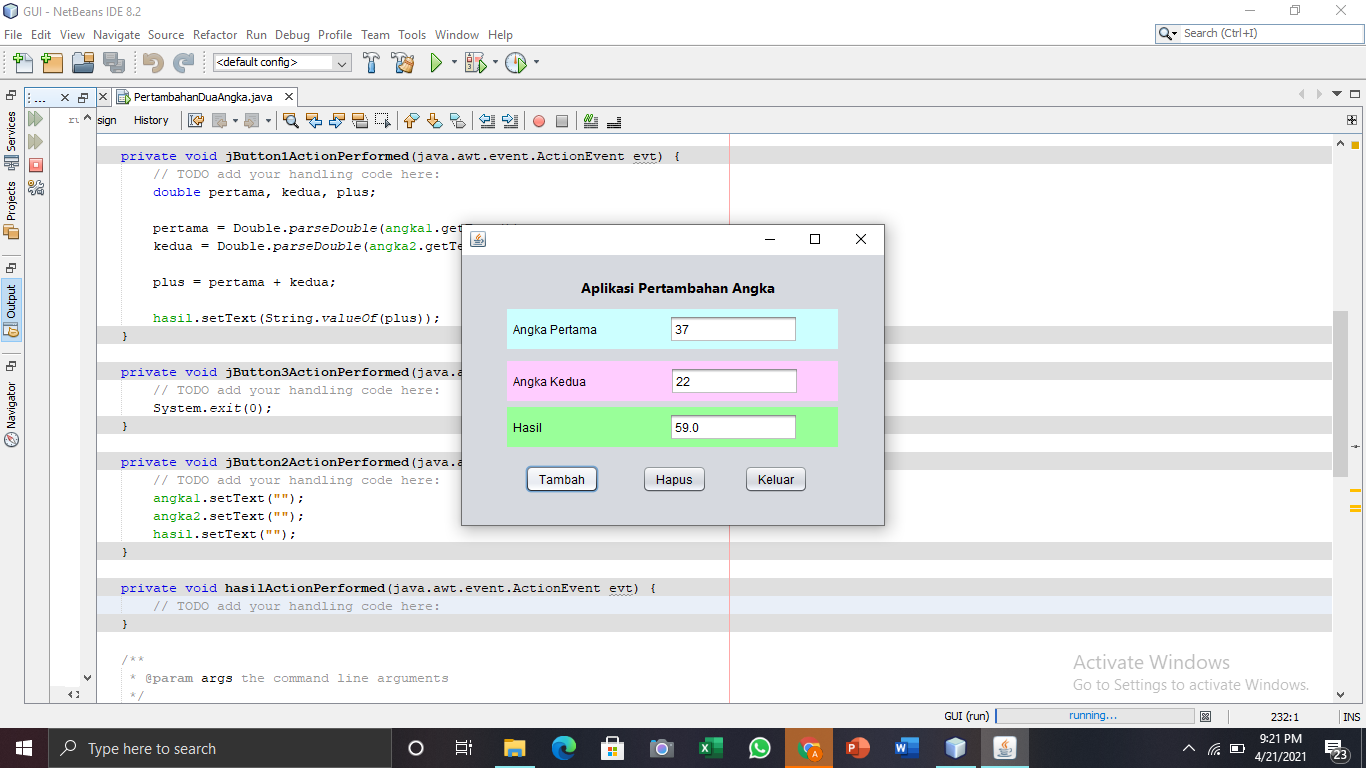 GUI - NetBeans IDE 8.2
File Edit View Navigate Source Refactor Run Debug Profile Team Tools Window Help
Search (Ctrl+I)
<default config>
...
PertambahanDuaAngka.java
sign History
Services
Projects
Output
Navigator
private void jButton1ActionPerformed(java.awt.event.ActionEvent evt) {
// TODO add your handling code here:
double pertama, kedua, plus;
pertama = Double.parseDouble(angka1.get
kedua = Double.parseDouble(angka2.getTe
plus = pertama + kedua;
hasil.setText(String.valueOf(plus));
}
private void jButton3ActionPerformed(java.a
// TODO add your handling code here:
System.exit(0);
}
private void jButton2ActionPerformed(java.a
// TODO add your handling code here:
angka1.setText("");
angka2.setText("");
hasil.setText("");
}
private void hasilActionPerformed(java.awt.event.ActionEvent evt) {
// TODO add your handling code here:
}
/**
* @param args the command line arguments
*/
Aplikasi Pertambahan Angka
Angka Pertama 37
Angka Kedua 22
Hasil 59.0
Tambah Hapus Keluar
Activate Windows
Go to Settings to activate Windows.
GUI (run) running... 232:1 INS
Type here to search
9:21 PM
4/21/2021
23